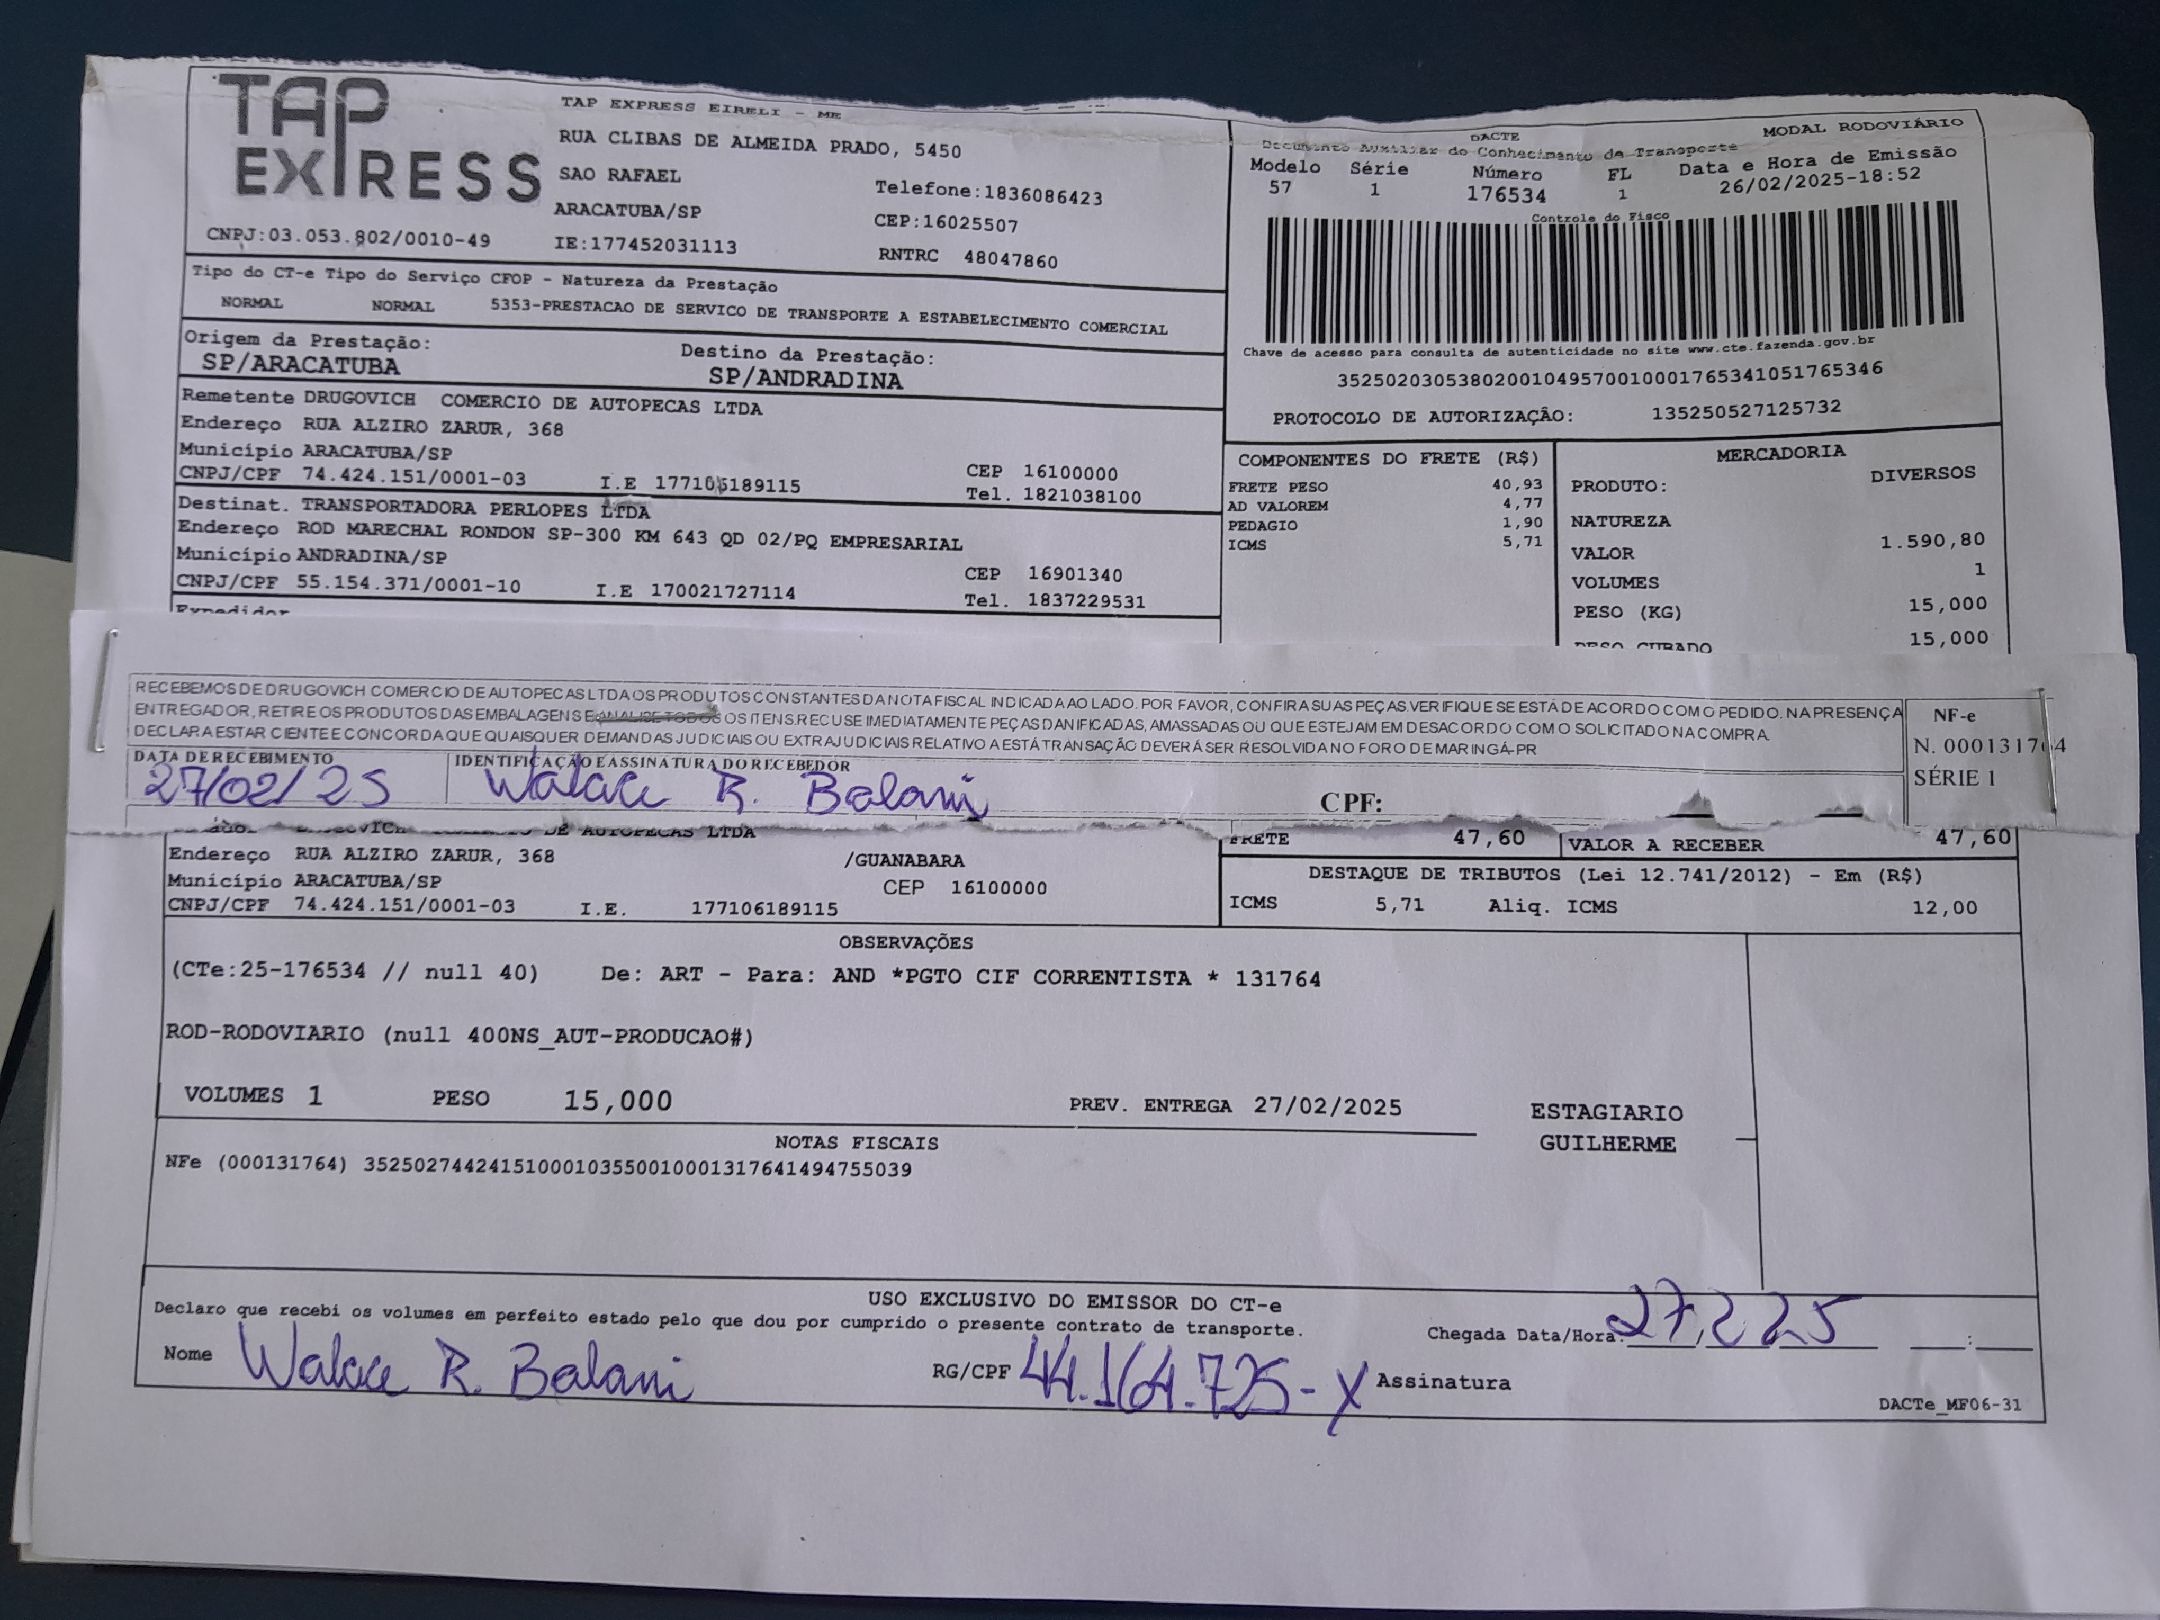 TAP EXPRESS
TAP EXPRESS EIRELI - ME
RUA CLIBAS DE ALMEIDA PRADO, 5450
SAO RAFAEL
Telefone:1836086423
ARACATUBA/SP
CEP:16025507
CNPJ:03.053.802/0010-49 IE:177452031113 RNTRC 48047860
DACTE MODAL RODOVIÁRIO
Documento Auxiliar do Conhecimento de Transporte
Modelo Série Número FL Data e Hora de Emissão
57 1 176534 1 26/02/2025-18:52
Controle do Fisco
Chave de acesso para consulta de autenticidade no site www.cte.fazenda.gov.br
35250203053802001049570010001765341051765346
PROTOCOLO DE AUTORIZAÇÃO: 135250527125732
Tipo do CT-e Tipo do Serviço CFOP - Natureza da Prestação
NORMAL NORMAL 5353-PRESTACAO DE SERVICO DE TRANSPORTE A ESTABELECIMENTO COMERCIAL
Origem da Prestação: Destino da Prestação:
SP/ARACATUBA SP/ANDRADINA
Remetente DRUGOVICH COMERCIO DE AUTOPECAS LTDA
Endereço RUA ALZIRO ZARUR, 368
Município ARACATUBA/SP CEP 16100000
CNPJ/CPF 74.424.151/0001-03 I.E 177106189115 Tel. 1821038100
Destinat. TRANSPORTADORA PERLOPES LTDA
Endereço ROD MARECHAL RONDON SP-300 KM 643 QD 02/PQ EMPRESARIAL
Município ANDRADINA/SP CEP 16901340
CNPJ/CPF 55.154.371/0001-10 I.E 170021727114 Tel. 1837229531
Expedidor
COMPONENTES DO FRETE (R$)
FRETE PESO 40,93
AD VALOREM 4,77
PEDAGIO 1,90
ICMS 5,71
MERCADORIA
PRODUTO: DIVERSOS
NATUREZA
VALOR 1.590,80
VOLUMES 1
PESO (KG) 15,000
PESO CUBADO 15,000
RECEBEMOS DE DRUGOVICH COMERCIO DE AUTOPECAS LTDA OS PRODUTOS CONSTANTES DA NOTA FISCAL INDICADA AO LADO. POR FAVOR, CONFIRA SUAS PEÇAS VERIFIQUE SE ESTÁ DE ACORDO COM O PEDIDO. NA PRESENÇA
ENTREGADOR, RETIRE OS PRODUTOS DAS EMBALAGENS E ANALISE TODOS OS ITENS. RECUSE IMEDIATAMENTE PEÇAS DANIFICADAS, AMASSADAS OU QUE ESTEJAM EM DESACORDO COM O SOLICITADO NA COMPRA.
DECLARA ESTAR CIENTE E CONCORDA QUE QUAISQUER DEMANDAS JUDICIAIS OU EXTRAJUDICIAIS RELATIVO A ESTÁ TRANSAÇÃO DEVERÁ SER RESOLVIDA NO FORO DE MARINGÁ-PR
NF-e
N. 000131764
SÉRIE 1
DATA DE RECEBIMENTO IDENTIFICAÇÃO E ASSINATURA DO RECEBEDOR
27/02/25 Walace R. Balani CPF:
DE AUTOPECAS LTDA
Endereço RUA ALZIRO ZARUR, 368 /GUANABARA
Município ARACATUBA/SP CEP 16100000
CNPJ/CPF 74.424.151/0001-03 I.E. 177106189115
FRETE 47,60 VALOR A RECEBER 47,60
DESTAQUE DE TRIBUTOS (Lei 12.741/2012) - Em (R$)
ICMS 5,71 Aliq. ICMS 12,00
OBSERVAÇÕES
(CTe:25-176534 // null 40) De: ART - Para: AND *PGTO CIF CORRENTISTA * 131764
ROD-RODOVIARIO (null 400NS_AUT-PRODUCAO#)
VOLUMES 1 PESO 15,000 PREV. ENTREGA 27/02/2025
ESTAGIARIO
GUILHERME
NOTAS FISCAIS
NFe (000131764) 35250274424151000103550010001317641494755039
USO EXCLUSIVO DO EMISSOR DO CT-e
Declaro que recebi os volumes em perfeito estado pelo que dou por cumprido o presente contrato de transporte.
Chegada Data/Hora: 27/2/25 :
Nome Walace R. Balani RG/CPF 44.164.725-X Assinatura
DACTe_MF06-31